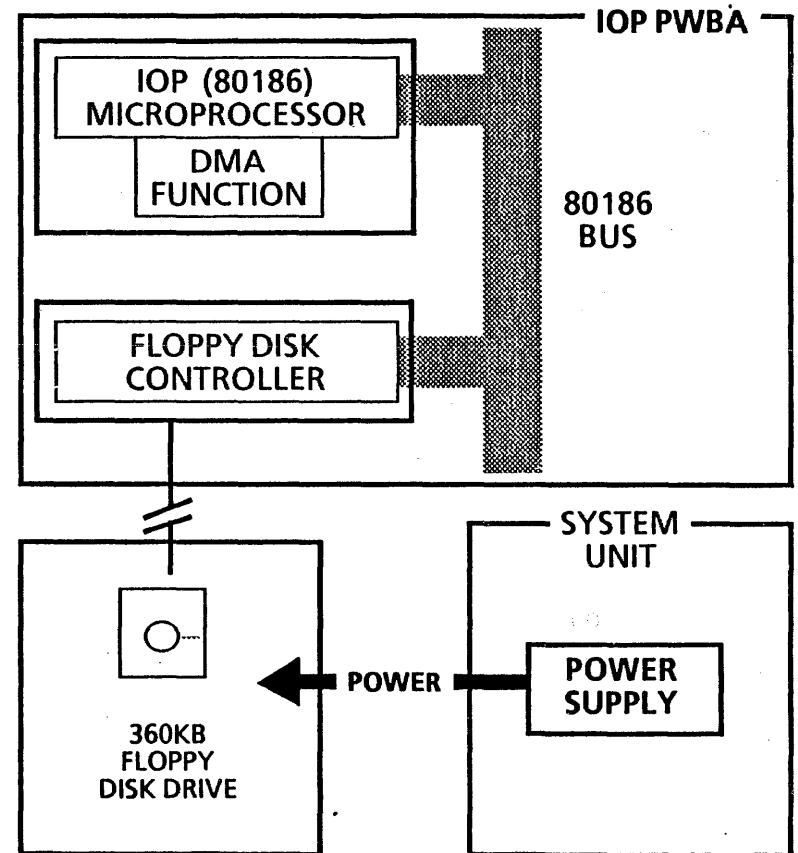 IOP PWBA
IOP (80186)
MICROPROCESSOR
DMA
FUNCTION
80186
BUS
FLOPPY DISK
CONTROLLER
SYSTEM
UNIT
POWER
POWER
SUPPLY
360KB
FLOPPY
DISK DRIVE